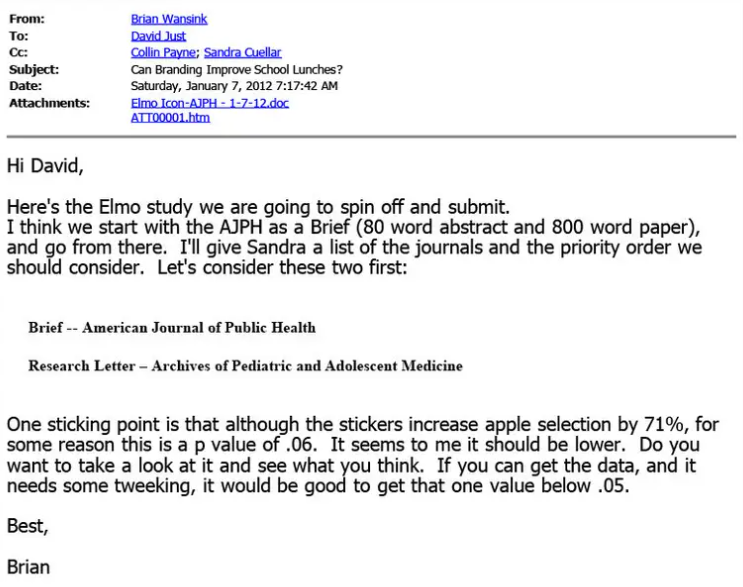 From: Brian Wansink
To: David Just
Cc: Collin Payne; Sandra Cuellar
Subject: Can Branding Improve School Lunches?
Date: Saturday, January 7, 2012 7:17:42 AM
Attachments: Elmo Icon-AJPH - 1-7-12.doc
ATT00001.htm
Hi David,
Here's the Elmo study we are going to spin off and submit.
I think we start with the AJPH as a Brief (80 word abstract and 800 word paper),
and go from there. I'll give Sandra a list of the journals and the priority order we
should consider. Let's consider these two first:
Brief -- American Journal of Public Health
Research Letter – Archives of Pediatric and Adolescent Medicine
One sticking point is that although the stickers increase apple selection by 71%, for
some reason this is a p value of .06. It seems to me it should be lower. Do you
want to take a look at it and see what you think. If you can get the data, and it
needs some tweeking, it would be good to get that one value below .05.
Best,
Brian